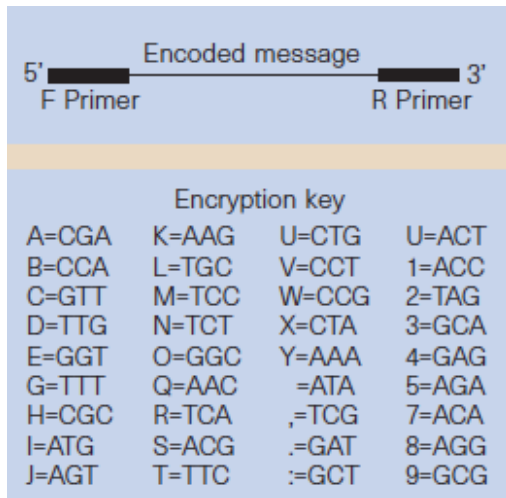 Encoded message
5' 3'
F Primer R Primer
Encryption key
A=CGA K=AAG U=CTG U=ACT
B=CCA L=TGC V=CCT 1=ACC
C=GTT M=TCC W=CCG 2=TAG
D=TTG N=TCT X=CTA 3=GCA
E=GGT O=GGC Y=AAA 4=GAG
G=TTT Q=AAC =ATA 5=AGA
H=CGC R=TCA ,=TCG 7=ACA
I=ATG S=ACG .=GAT 8=AGG
J=AGT T=TTC :=GCT 9=GCG